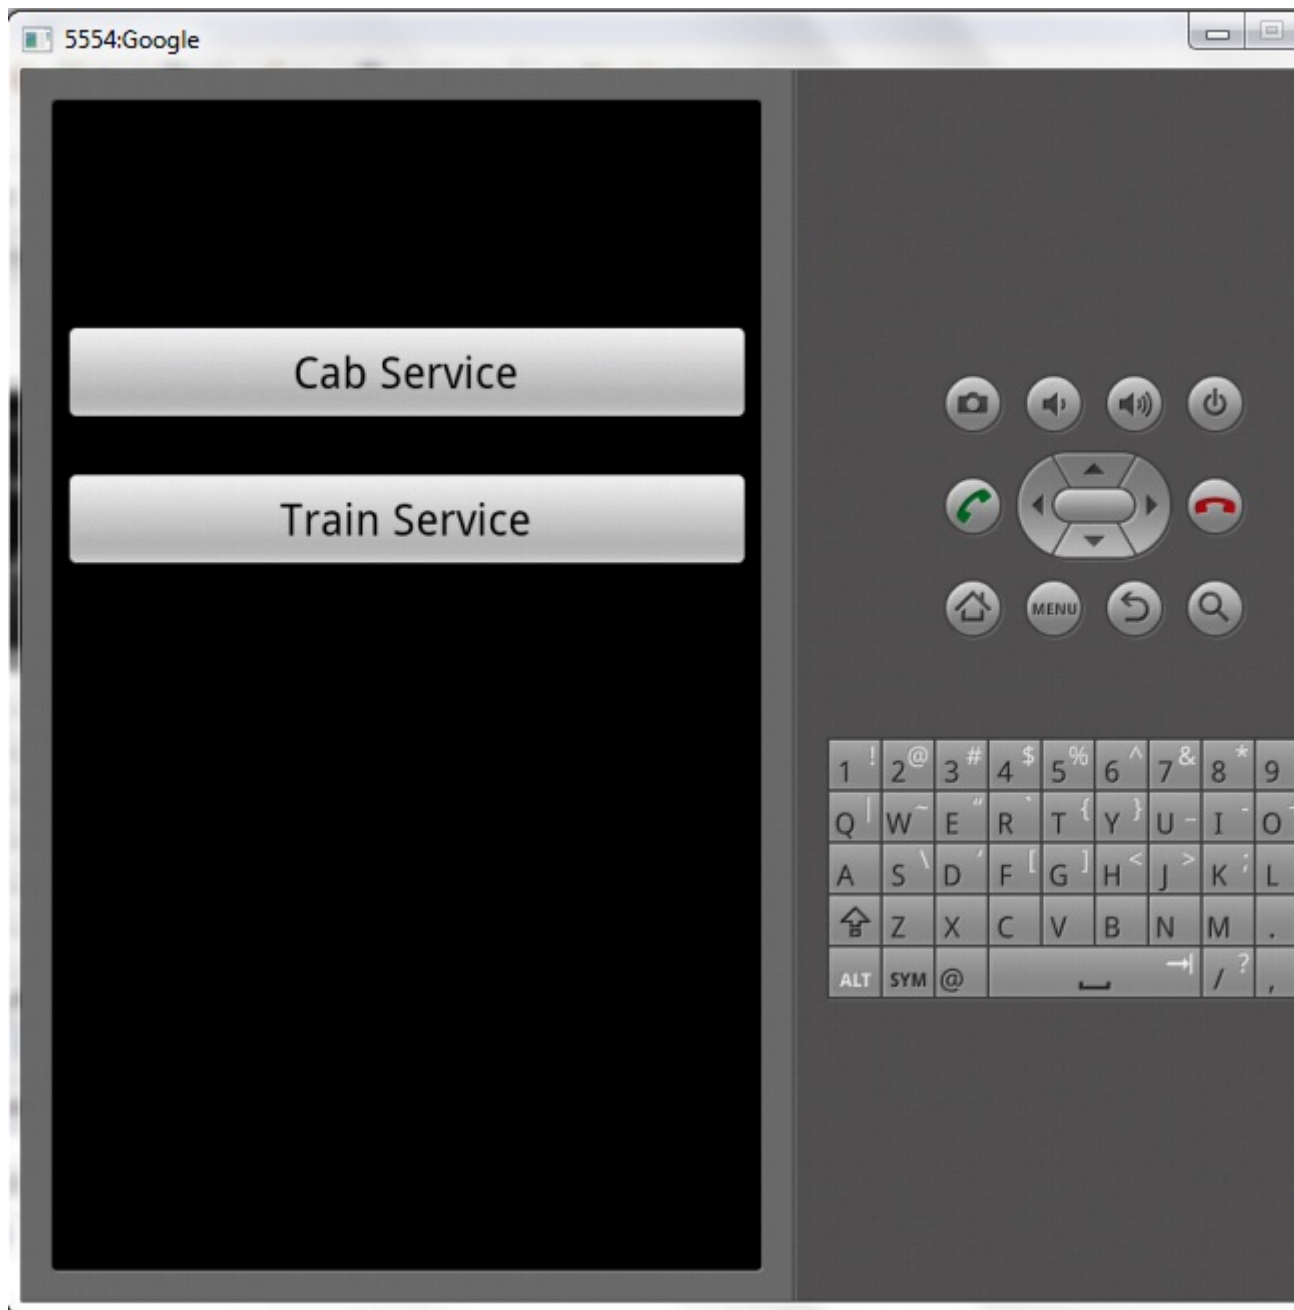 5554:Google
Cab Service
Train Service
MENU
1 ! 2 @ 3 # 4 $ 5 % 6 ^ 7 & 8 * 9
Q | W ~ E " R ` T { Y } U _ I - O
A S \ D ' F [ G ] H < J > K ; L
Z X C V B N M .
ALT SYM @ / ? ,